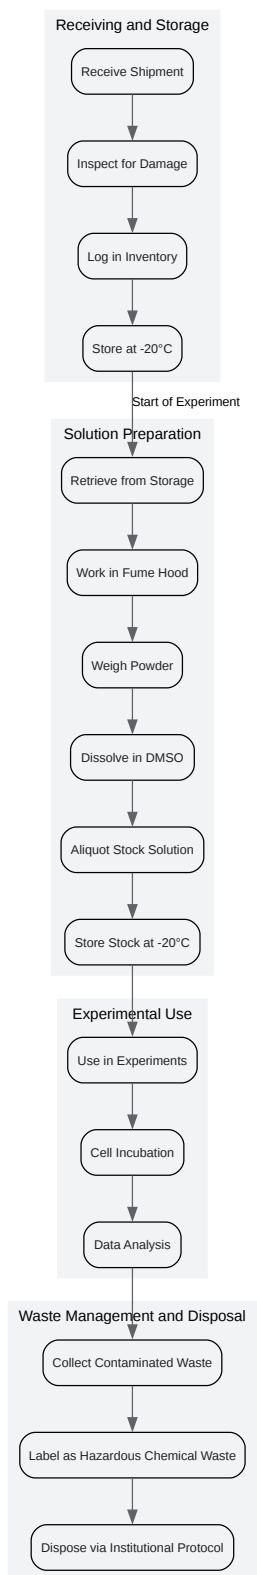 Receiving and Storage
Receive Shipment
Inspect for Damage
Log in Inventory
Store at -20°C
Start of Experiment
Solution Preparation
Retrieve from Storage
Work in Fume Hood
Weigh Powder
Dissolve in DMSO
Aliquot Stock Solution
Store Stock at -20°C
Experimental Use
Use in Experiments
Cell Incubation
Data Analysis
Waste Management and Disposal
Collect Contaminated Waste
Label as Hazardous Chemical Waste
Dispose via Institutional Protocol